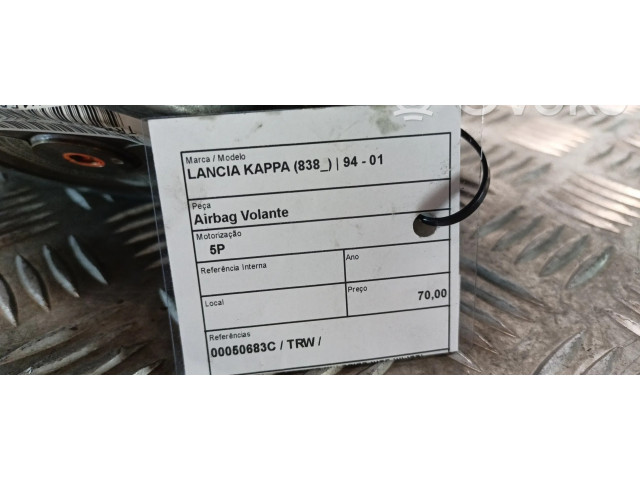 Marca / Modelo
LANCIA KAPPA (838_) | 94 - 01
Peça
Airbag Volante
Motorização
5P
Referência Interna
Ano
Local
Preço
70,00
Referências
00050683C / TRW /